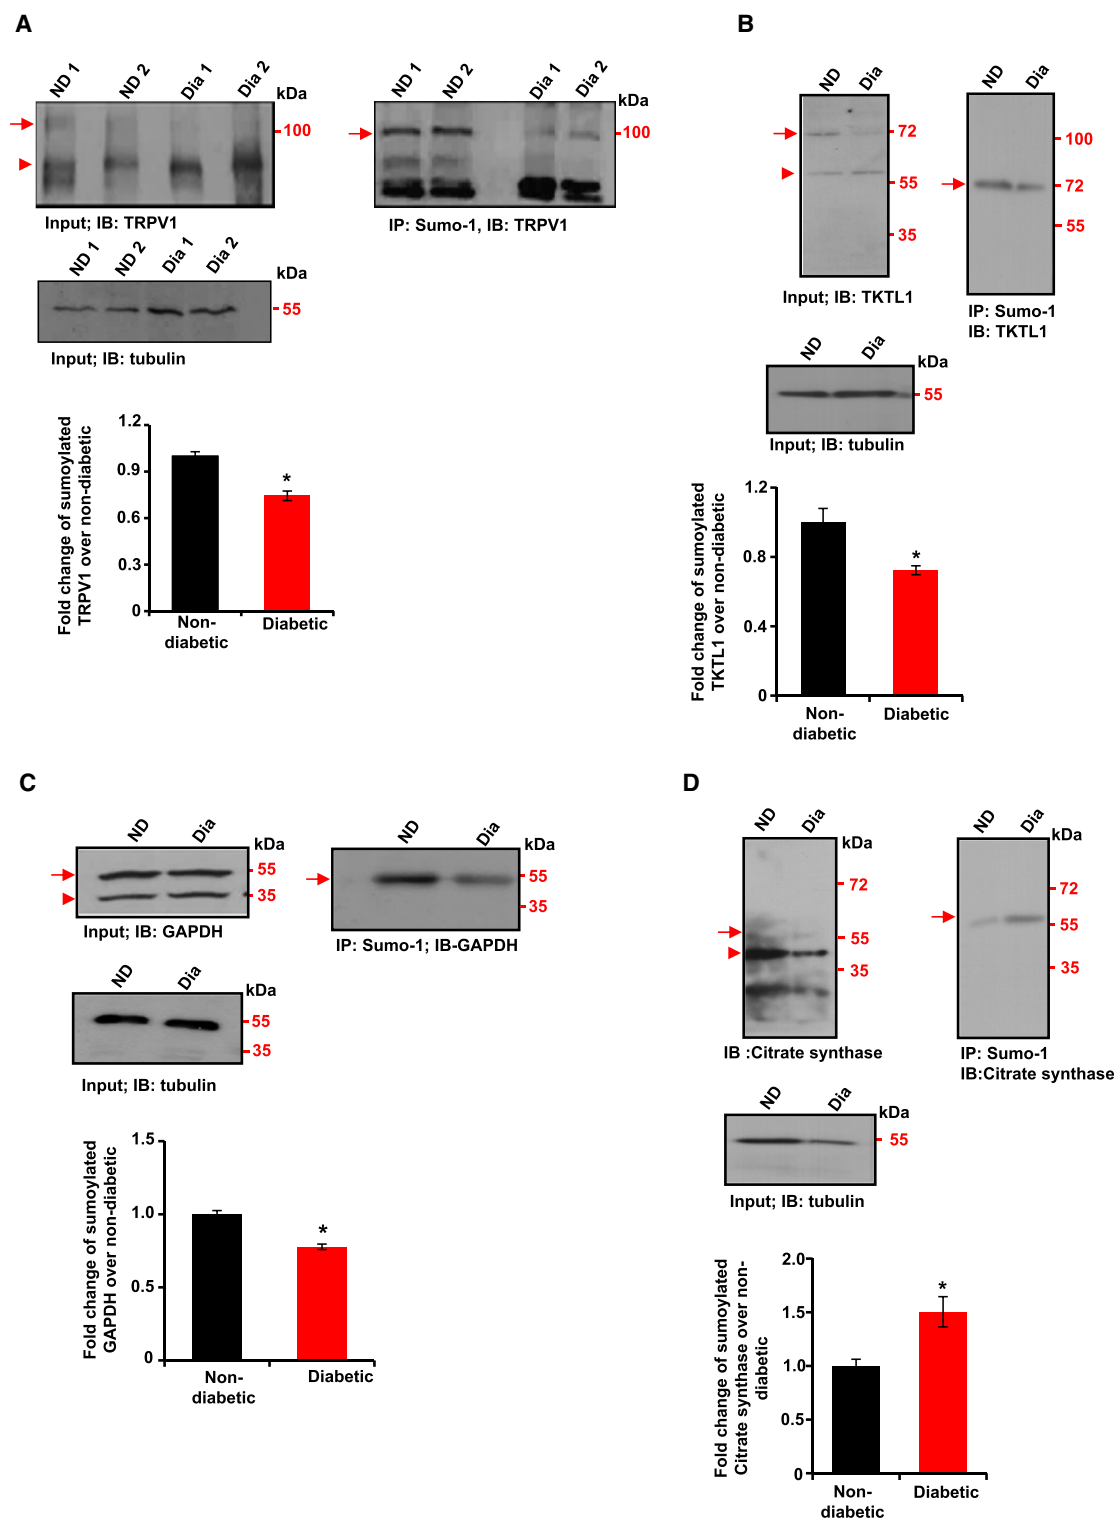 A
ND 1
ND 2
Dia 1
Dia 2
kDa
100
Input; IB: TRPV1
ND 1
ND 2
Dia 1
Dia 2
kDa
100
IP: Sumo-1, IB: TRPV1
ND 1
ND 2
Dia 1
Dia 2
kDa
55
Input; IB: tubulin
Fold change of sumoylated
TRPV1 over non-diabetic
1.2
0.9
0.6
0.3
0
Non-
diabetic
Diabetic
*
B
ND
Dia
72
55
35
Input; IB: TKTL1
ND
Dia
100
72
55
IP: Sumo-1
IB: TKTL1
ND
Dia
kDa
55
Input; IB: tubulin
Fold change of sumoylated
TKTL1 over non-diabetic
1.2
0.8
0.4
0
Non-
diabetic
Diabetic
*
C
ND
Dia
kDa
55
35
Input; IB: GAPDH
ND
Dia
kDa
55
35
IP: Sumo-1; IB-GAPDH
ND
Dia
kDa
55
35
Input; IB: tubulin
Fold change of sumoylated
GAPDH over non-diabetic
1.5
1.0
0.5
0
Non-
diabetic
Diabetic
*
D
ND
Dia
kDa
72
55
35
IB :Citrate synthase
ND
Dia
kDa
72
55
35
IP: Sumo-1
IB:Citrate synthase
ND
Dia
kDa
55
Input; IB: tubulin
Fold change of sumoylated
Citrate synthase over non-
diabetic
2.0
1.5
1.0
0.5
0
Non-
diabetic
Diabetic
*